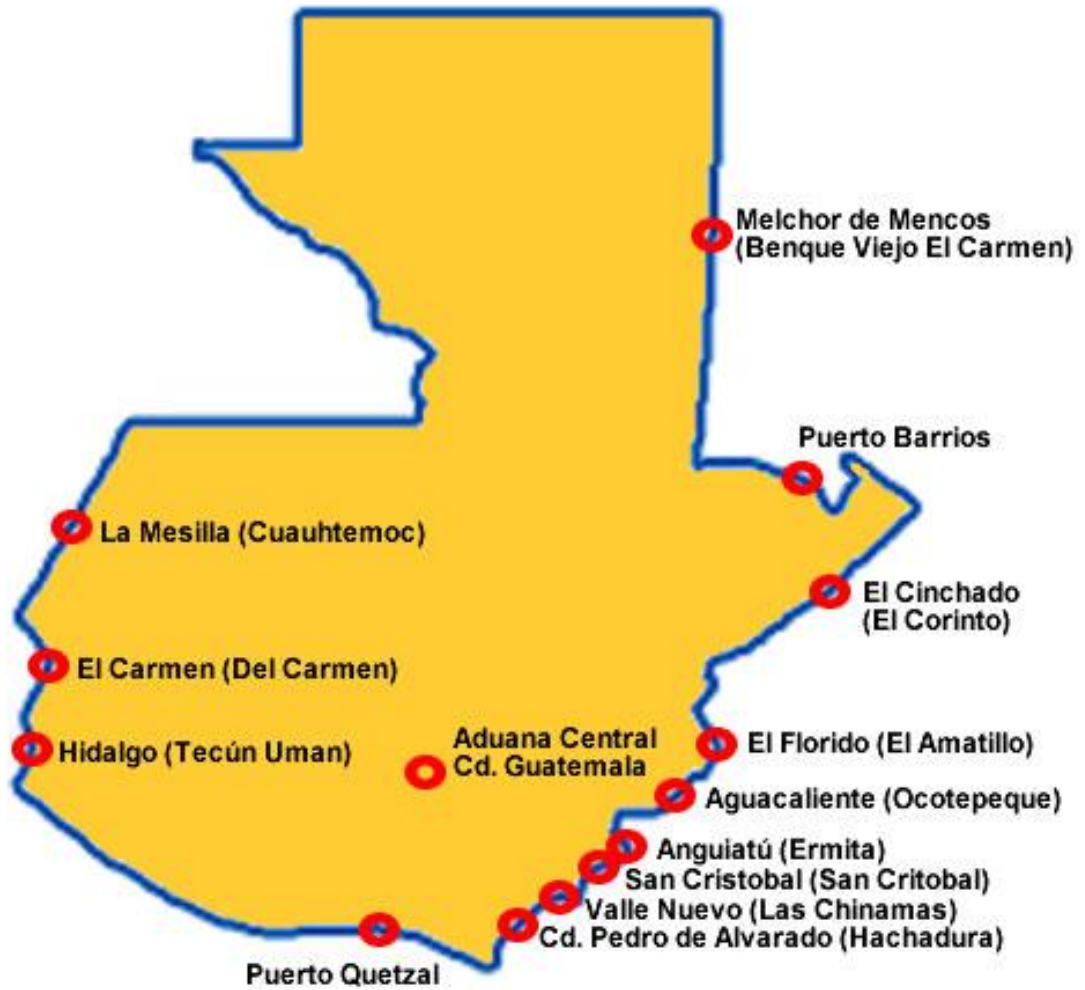 Melchor de Mencos
(Benque Viejo El Carmen)
Puerto Barrios
La Mesilla (Cuauhtemoc)
El Cinchado
(El Corinto)
El Carmen (Del Carmen)
Hidalgo (Tecún Uman)
Aduana Central
Cd. Guatemala
El Florido (El Amatillo)
Aguacaliente (Ocotepeque)
Anguiatú (Ermita)
San Cristobal (San Critobal)
Valle Nuevo (Las Chinamas)
Cd. Pedro de Alvarado (Hachadura)
Puerto Quetzal